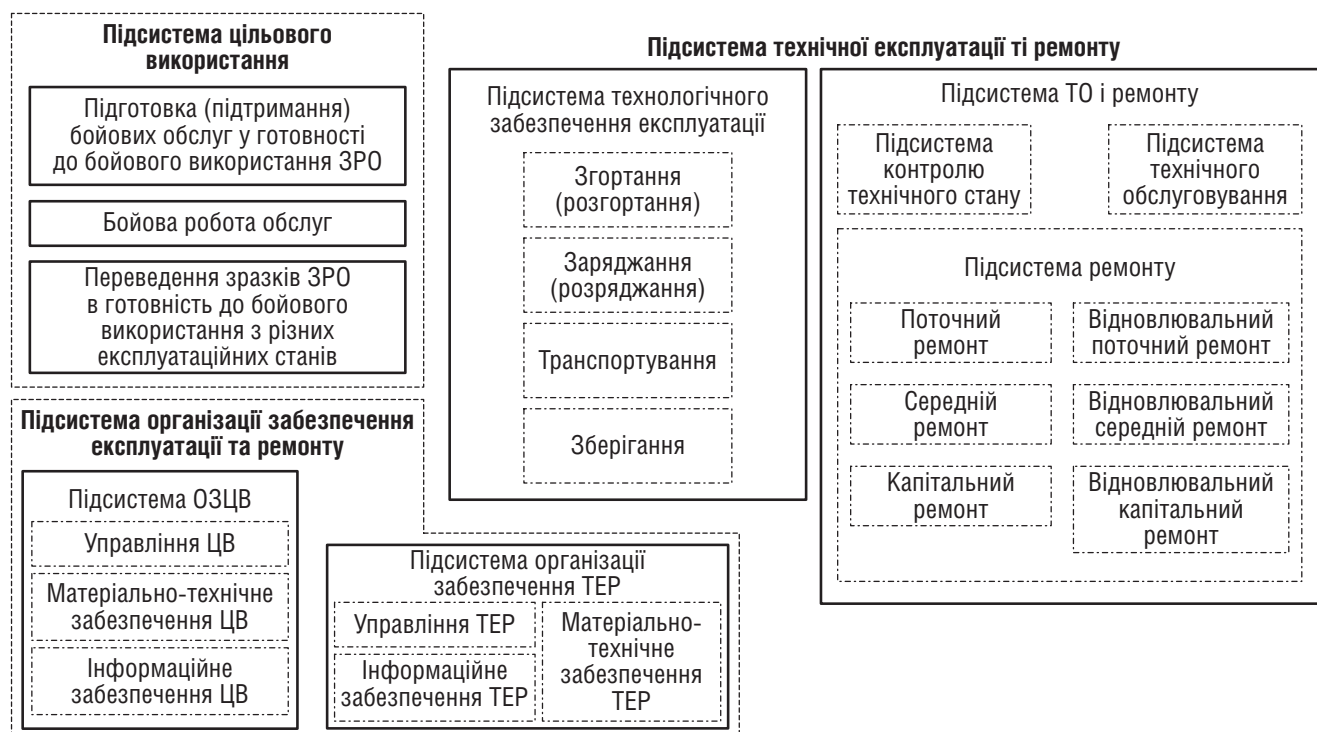 Підсистема цільового
використання
Підготовка (підтримання)
бойових обслуг у готовності
до бойового використання ЗРО
Бойова робота обслуг
Переведення зразків ЗРО
в готовність до бойового
використання з різних
експлуатаційних станів
Підсистема організації забезпечення
експлуатації та ремонту
Підсистема ОЗЦВ
Управління ЦВ
Матеріально-технічне
забезпечення ЦВ
Інформаційне
забезпечення ЦВ
Підсистема організації
забезпечення ТЕР
Управління ТЕР
Інформаційне
забезпечення ТЕР
Матеріально-
технічне
забезпечення
ТЕР
Підсистема технічної експлуатації ті ремонту
Підсистема технологічного
забезпечення експлуатації
Згортання
(розгортання)
Заряджання
(розряджання)
Транспортування
Зберігання
Підсистема ТО і ремонту
Підсистема
контролю
технічного стану
Підсистема
технічного
обслуговування
Підсистема ремонту
Поточний
ремонт
Відновлювальний
поточний ремонт
Середній
ремонт
Відновлювальний
середній ремонт
Капітальний
ремонт
Відновлювальний
капітальний
ремонт